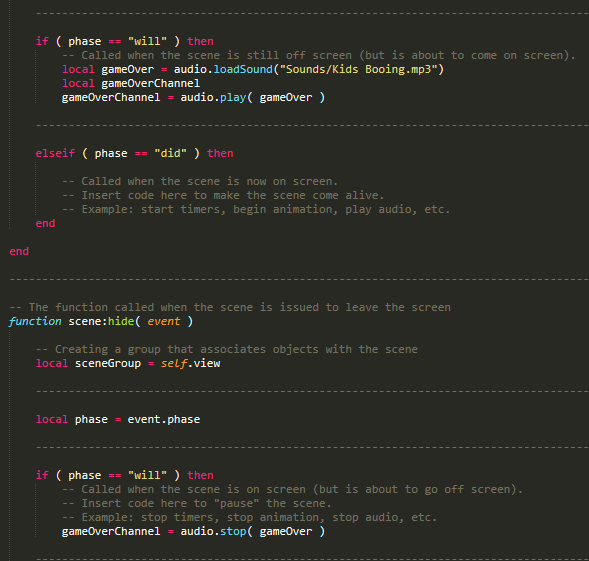 -----------------------------------------------------------------------------------
if ( phase == "will" ) then
-- Called when the scene is still off screen (but is about to come on screen).
local gameOver = audio.loadSound("Sounds/Kids Booing.mp3")
local gameOverChannel
gameOverChannel = audio.play( gameOver )
-----------------------------------------------------------------------------------
elseif ( phase == "did" ) then
-- Called when the scene is now on screen.
-- Insert code here to make the scene come alive.
-- Example: start timers, begin animation, play audio, etc.
end
end
-----------------------------------------------------------------------------------
-- The function called when the scene is issued to leave the screen
function scene:hide( event )
-- Creating a group that associates objects with the scene
local sceneGroup = self.view
-----------------------------------------------------------------------------------
local phase = event.phase
-----------------------------------------------------------------------------------
if ( phase == "will" ) then
-- Called when the scene is on screen (but is about to go off screen).
-- Insert code here to "pause" the scene.
-- Example: stop timers, stop animation, stop audio, etc.
gameOverChannel = audio.stop( gameOver )
-----------------------------------------------------------------------------------